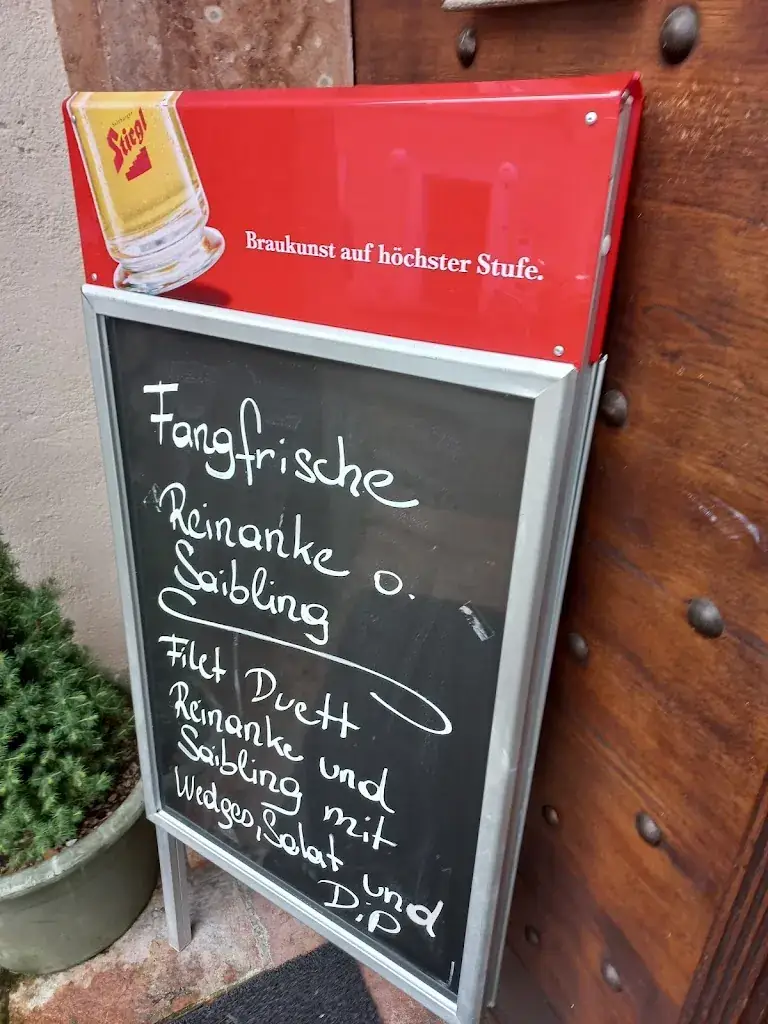 Stiegl
Braukunst auf höchster Stufe.
Fangfrische
Reinanke o.
Saibling
Filet Duett
Reinanke und
Saibling mit
Wedges, Salat und
Dip